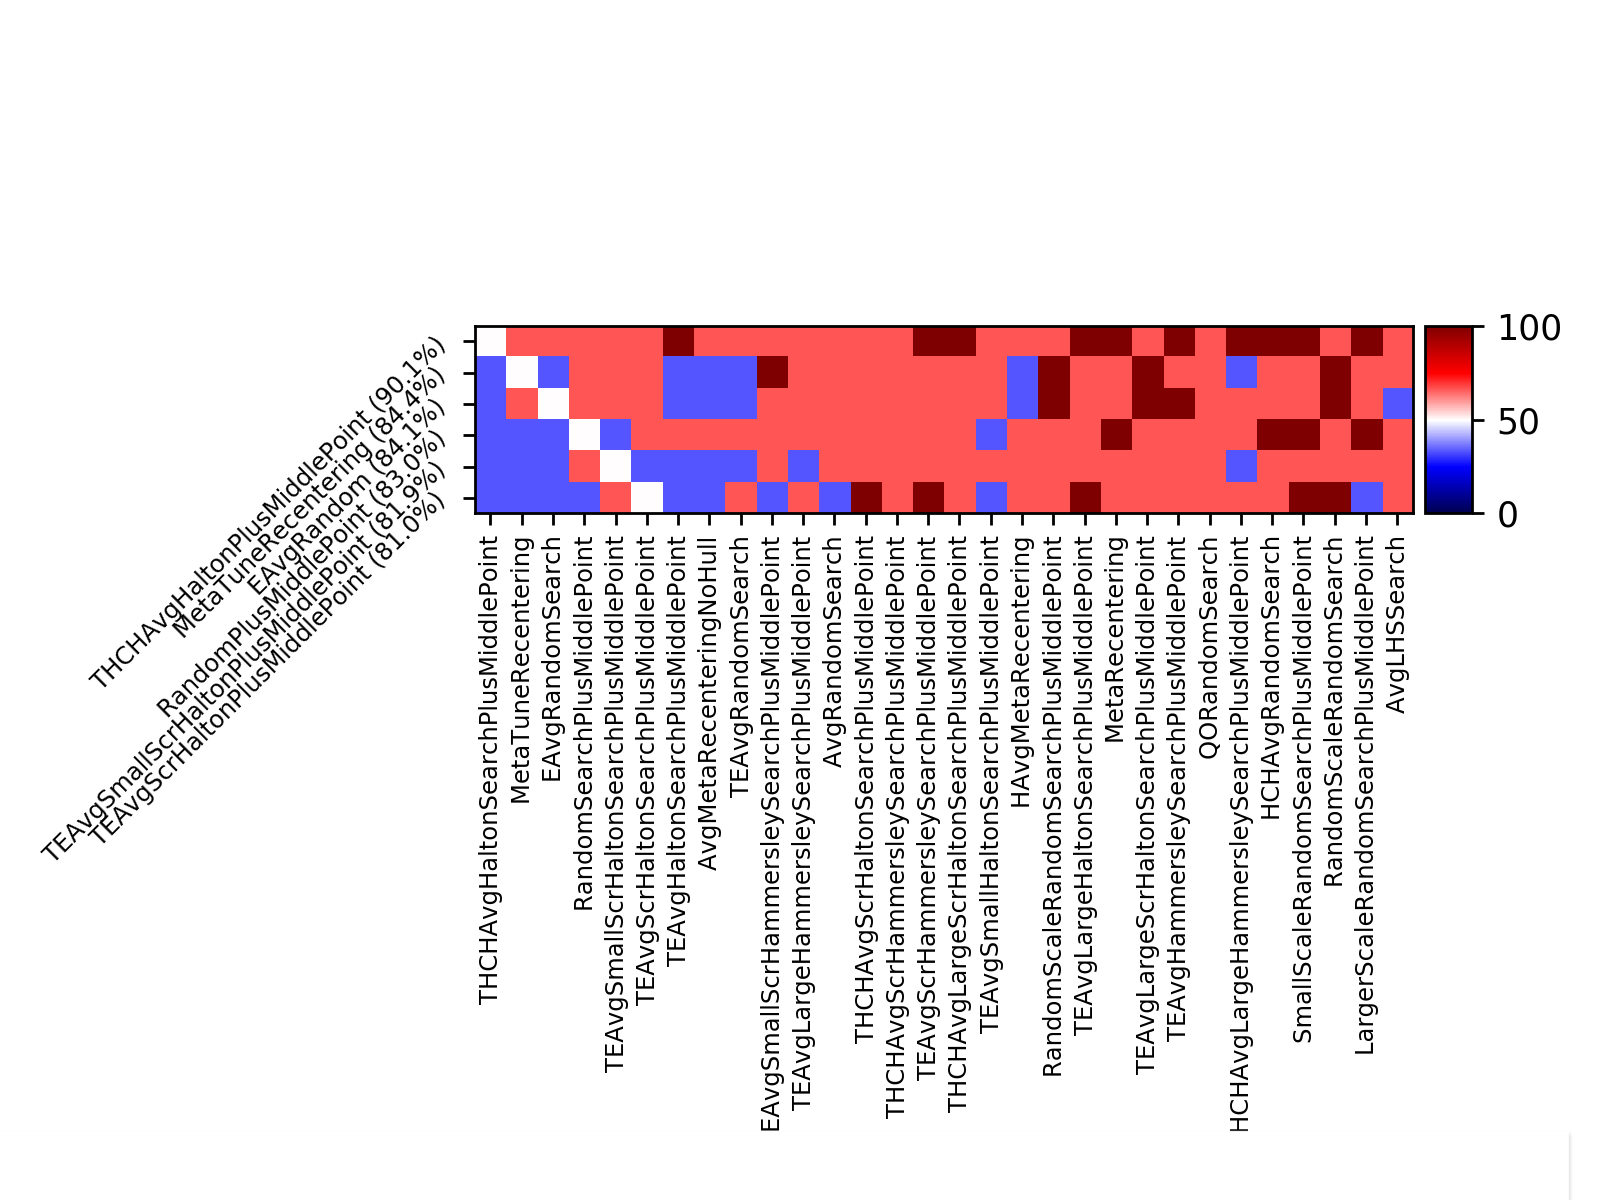 THCHAvgHaltonPlusMiddlePoint (90.1%)
MetaTuneRecentering (84.4%)
EAvgRandom (84.1%)
RandomPlusMiddlePoint (83.0%)
TEAvgSmallScrHaltonPlusMiddlePoint (81.9%)
TEAvgScrHaltonPlusMiddlePoint (81.0%)
100
50
0
THCHAvgHaltonSearchPlusMiddlePoint
MetaTuneRecentering
EAvgRandomSearch
RandomSearchPlusMiddlePoint
TEAvgSmallScrHaltonSearchPlusMiddlePoint
TEAvgScrHaltonSearchPlusMiddlePoint
TEAvgHaltonSearchPlusMiddlePoint
AvgMetaRecenteringNoHull
TEAvgRandomSearch
EAvgSmallScrHammersleySearchPlusMiddlePoint
TEAvgLargeHammersleySearchPlusMiddlePoint
AvgRandomSearch
THCHAvgScrHaltonSearchPlusMiddlePoint
THCHAvgScrHammersleySearchPlusMiddlePoint
TEAvgScrHammersleySearchPlusMiddlePoint
THCHAvgLargeScrHaltonSearchPlusMiddlePoint
TEAvgSmallHaltonSearchPlusMiddlePoint
HAvgMetaRecentering
RandomScaleRandomSearchPlusMiddlePoint
TEAvgLargeHaltonSearchPlusMiddlePoint
MetaRecentering
TEAvgLargeScrHaltonSearchPlusMiddlePoint
TEAvgHammersleySearchPlusMiddlePoint
QORandomSearch
HCHAvgLargeHammersleySearchPlusMiddlePoint
HCHAvgRandomSearch
SmallScaleRandomSearchPlusMiddlePoint
RandomScaleRandomSearch
LargerScaleRandomSearchPlusMiddlePoint
AvgLHSSearch